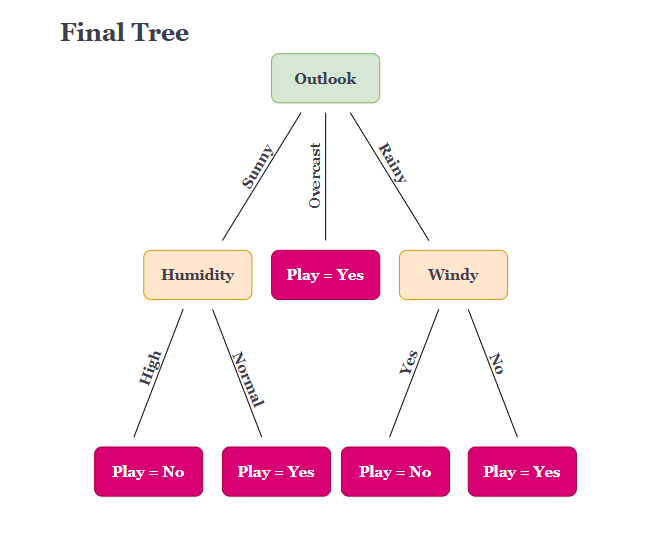 Final Tree
Outlook
Sunny
Overcast
Rainy
Humidity
Play = Yes
Windy
High
Normal
Yes
No
Play = No
Play = Yes
Play = No
Play = Yes